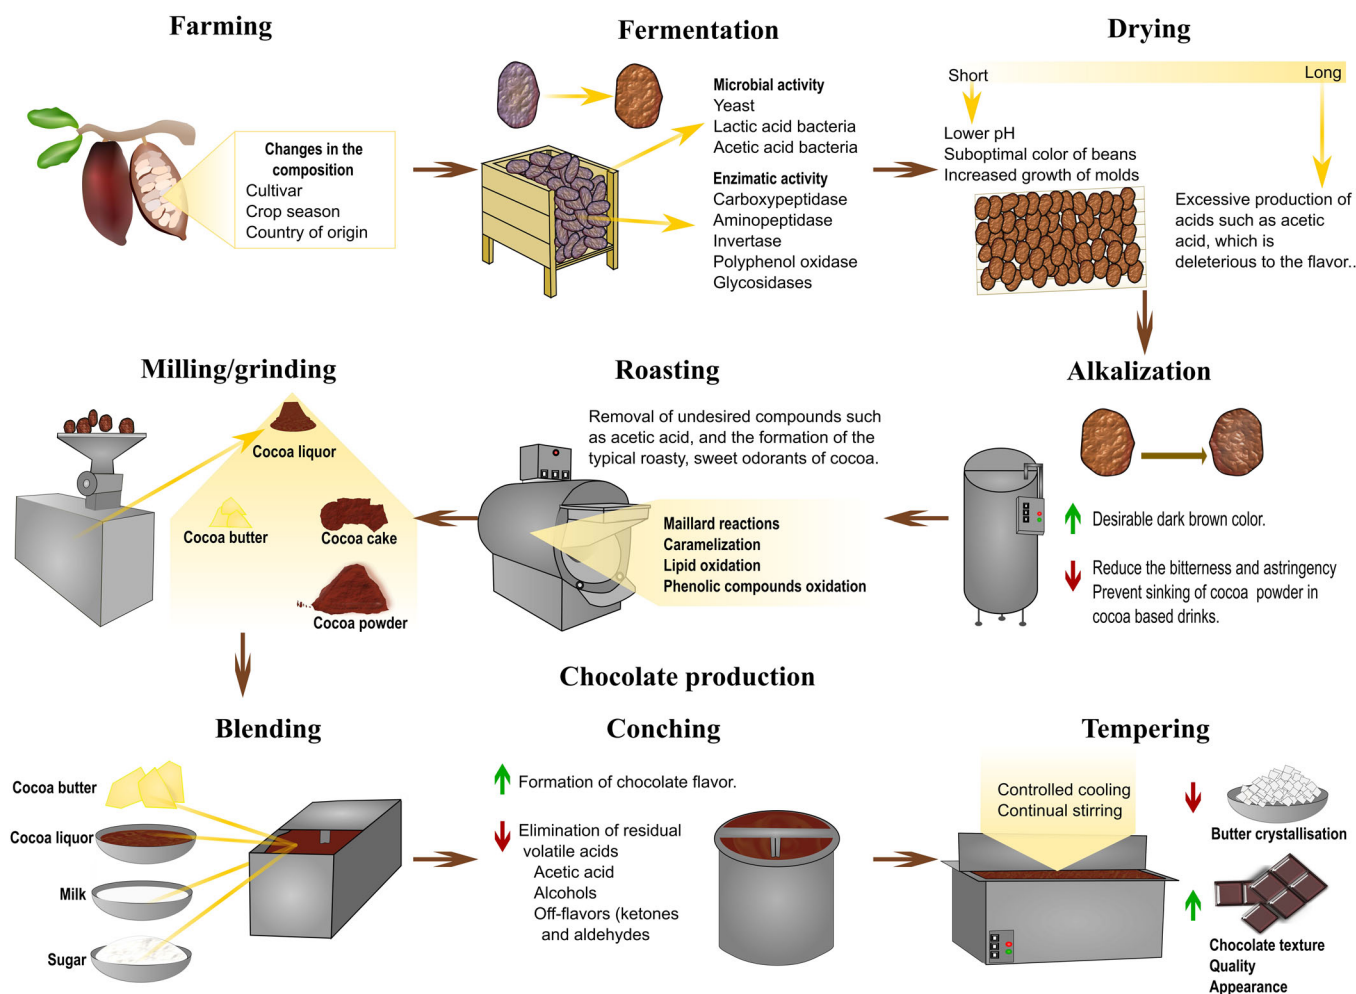 Farming
Changes in the
composition
Cultivar
Crop season
Country of origin
Fermentation
Microbial activity
Yeast
Lactic acid bacteria
Acetic acid bacteria
Enzimatic activity
Carboxypeptidase
Aminopeptidase
Invertase
Polyphenol oxidase
Glycosidases
Drying
Short
Long
Lower pH
Suboptimal color of beans
Increased growth of molds
Excessive production of
acids such as acetic
acid, which is
deleterious to the flavor..
Milling/grinding
Cocoa liquor
Cocoa butter
Cocoa cake
Cocoa powder
Roasting
Removal of undesired compounds such
as acetic acid, and the formation of the
typical roasty, sweet odorants of cocoa.
Maillard reactions
Caramelization
Lipid oxidation
Phenolic compounds oxidation
Alkalization
Desirable dark brown color.
Reduce the bitterness and astringency
Prevent sinking of cocoa powder in
cocoa based drinks.
Chocolate production
Blending
Cocoa butter
Cocoa liquor
Milk
Sugar
Conching
Formation of chocolate flavor.
Elimination of residual
volatile acids
Acetic acid
Alcohols
Off-flavors (ketones
and aldehydes
Tempering
Controlled cooling
Continual stirring
Butter crystallisation
Chocolate texture
Quality
Appearance